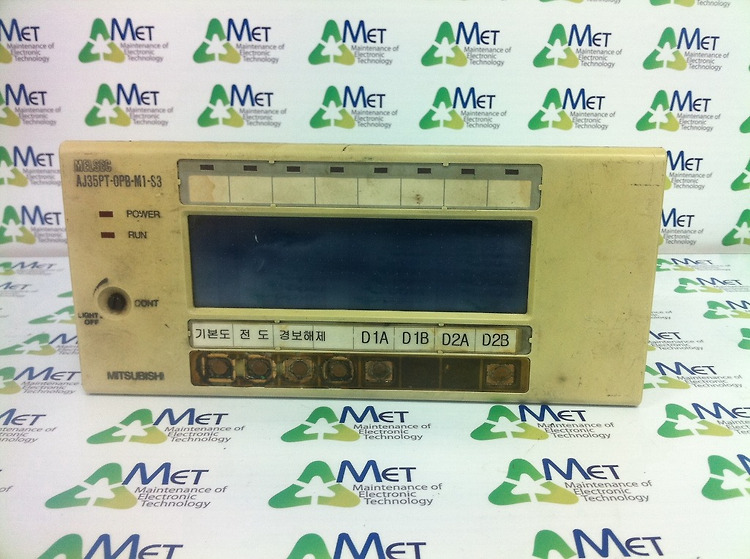 MELSEC
AJ35PT-OPB-M1-S3
POWER
RUN
CONT
LIGHT
OFF
기본도 전 도 경보해제 D1A D1B D2A D2B
MITSUBISHI
AMET
Maintenance of
Electronic
Technology